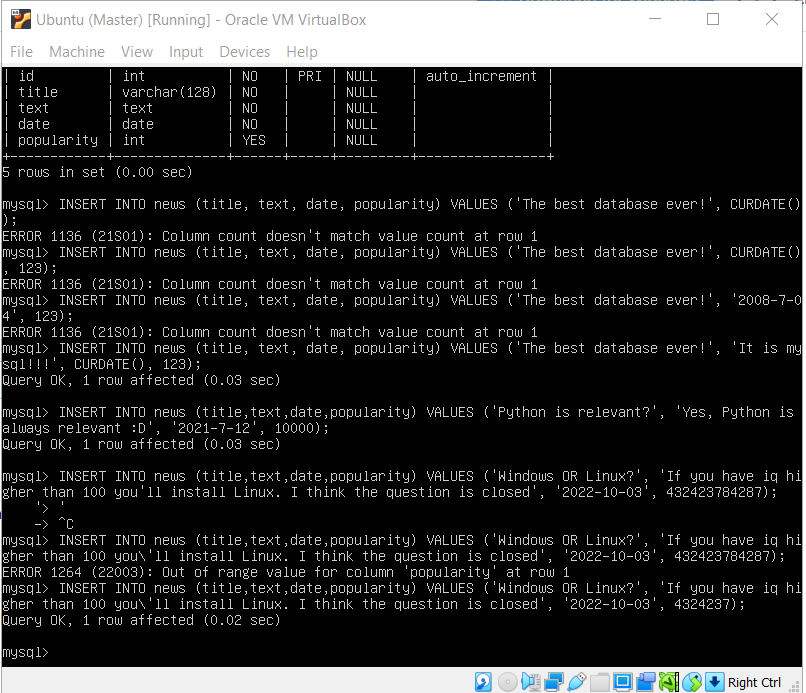 Ubuntu (Master) [Running] - Oracle VM VirtualBox
File Machine View Input Devices Help
| id | int | NO | PRI | NULL | auto_increment |
| title | varchar(128) | NO | | NULL | |
| text | text | NO | | NULL | |
| date | date | NO | | NULL | |
| popularity | int | YES | | NULL | |
+------------+--------------+------+-----+---------+----------------+
5 rows in set (0.00 sec)
mysql> INSERT INTO news (title, text, date, popularity) VALUES ('The best database ever!', CURDATE()
);
ERROR 1136 (21S01): Column count doesn't match value count at row 1
mysql> INSERT INTO news (title, text, date, popularity) VALUES ('The best database ever!', CURDATE()
, 123);
ERROR 1136 (21S01): Column count doesn't match value count at row 1
mysql> INSERT INTO news (title, text, date, popularity) VALUES ('The best database ever!', '2008-7-0
4', 123);
ERROR 1136 (21S01): Column count doesn't match value count at row 1
mysql> INSERT INTO news (title, text, date, popularity) VALUES ('The best database ever!', 'It is my
sql!!!', CURDATE(), 123);
Query OK, 1 row affected (0.03 sec)
mysql> INSERT INTO news (title,text,date,popularity) VALUES ('Python is relevant?', 'Yes, Python is
always relevant :D', '2021-7-12', 10000);
Query OK, 1 row affected (0.03 sec)
mysql> INSERT INTO news (title,text,date,popularity) VALUES ('Windows OR Linux?', 'If you have iq hi
gher than 100 you'll install Linux. I think the question is closed', '2022-10-03', 432423784287);
'> '
-> ^C
mysql> INSERT INTO news (title,text,date,popularity) VALUES ('Windows OR Linux?', 'If you have iq hi
gher than 100 you\'ll install Linux. I think the question is closed', '2022-10-03', 432423784287);
ERROR 1264 (22003): Out of range value for column 'popularity' at row 1
mysql> INSERT INTO news (title,text,date,popularity) VALUES ('Windows OR Linux?', 'If you have iq hi
gher than 100 you\'ll install Linux. I think the question is closed', '2022-10-03', 4324237);
Query OK, 1 row affected (0.02 sec)
mysql>
Right Ctrl